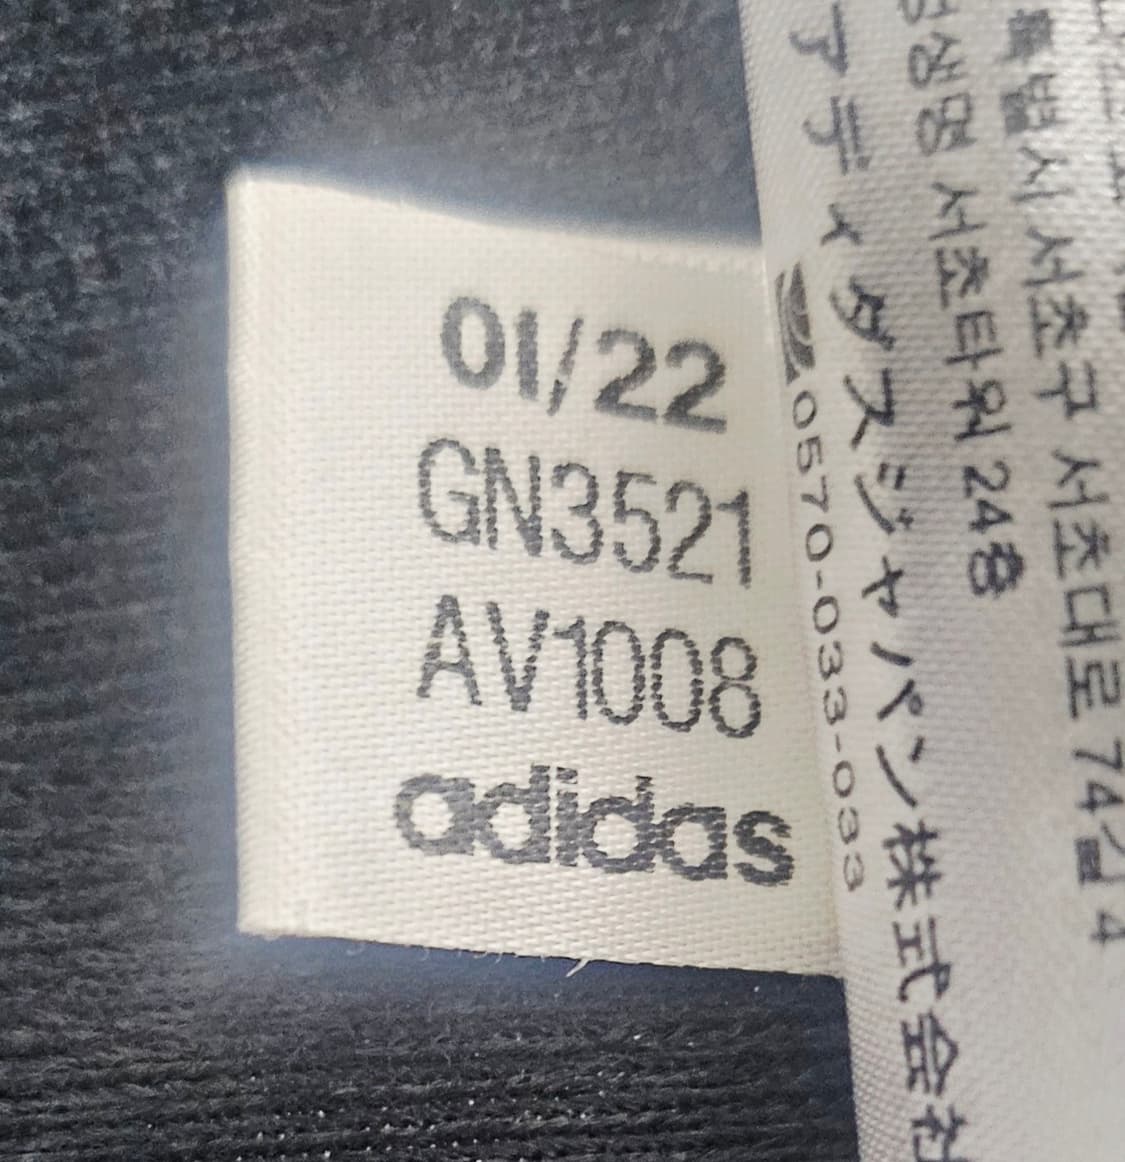 01/22
GN3521
AV1008
adidas
アディダスジャパン株式会社
0570-033-033
삼성생명 서초타워 24층
특별시 서초구 서초대로 74길 4